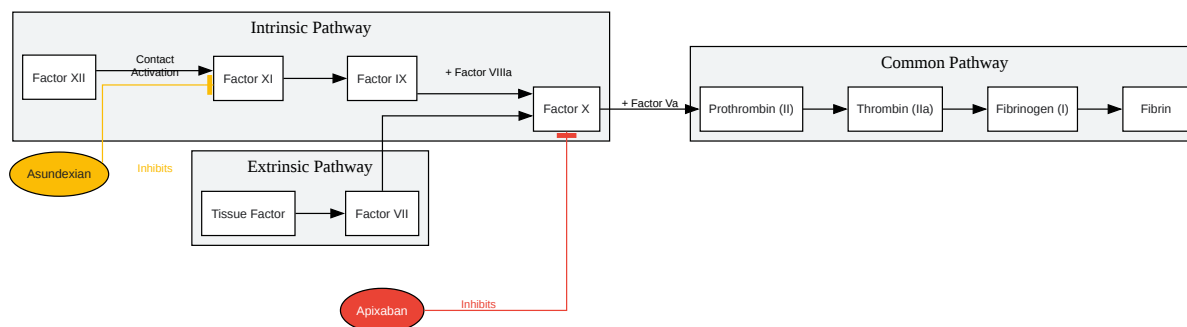 Intrinsic Pathway
Factor XII
Contact
Activation
Factor XI
Factor IX
+ Factor VIIIa
Factor X
+ Factor Va
Common Pathway
Prothrombin (II)
Thrombin (IIa)
Fibrinogen (I)
Fibrin
Asundexian
Inhibits
Extrinsic Pathway
Tissue Factor
Factor VII
Apixaban
Inhibits